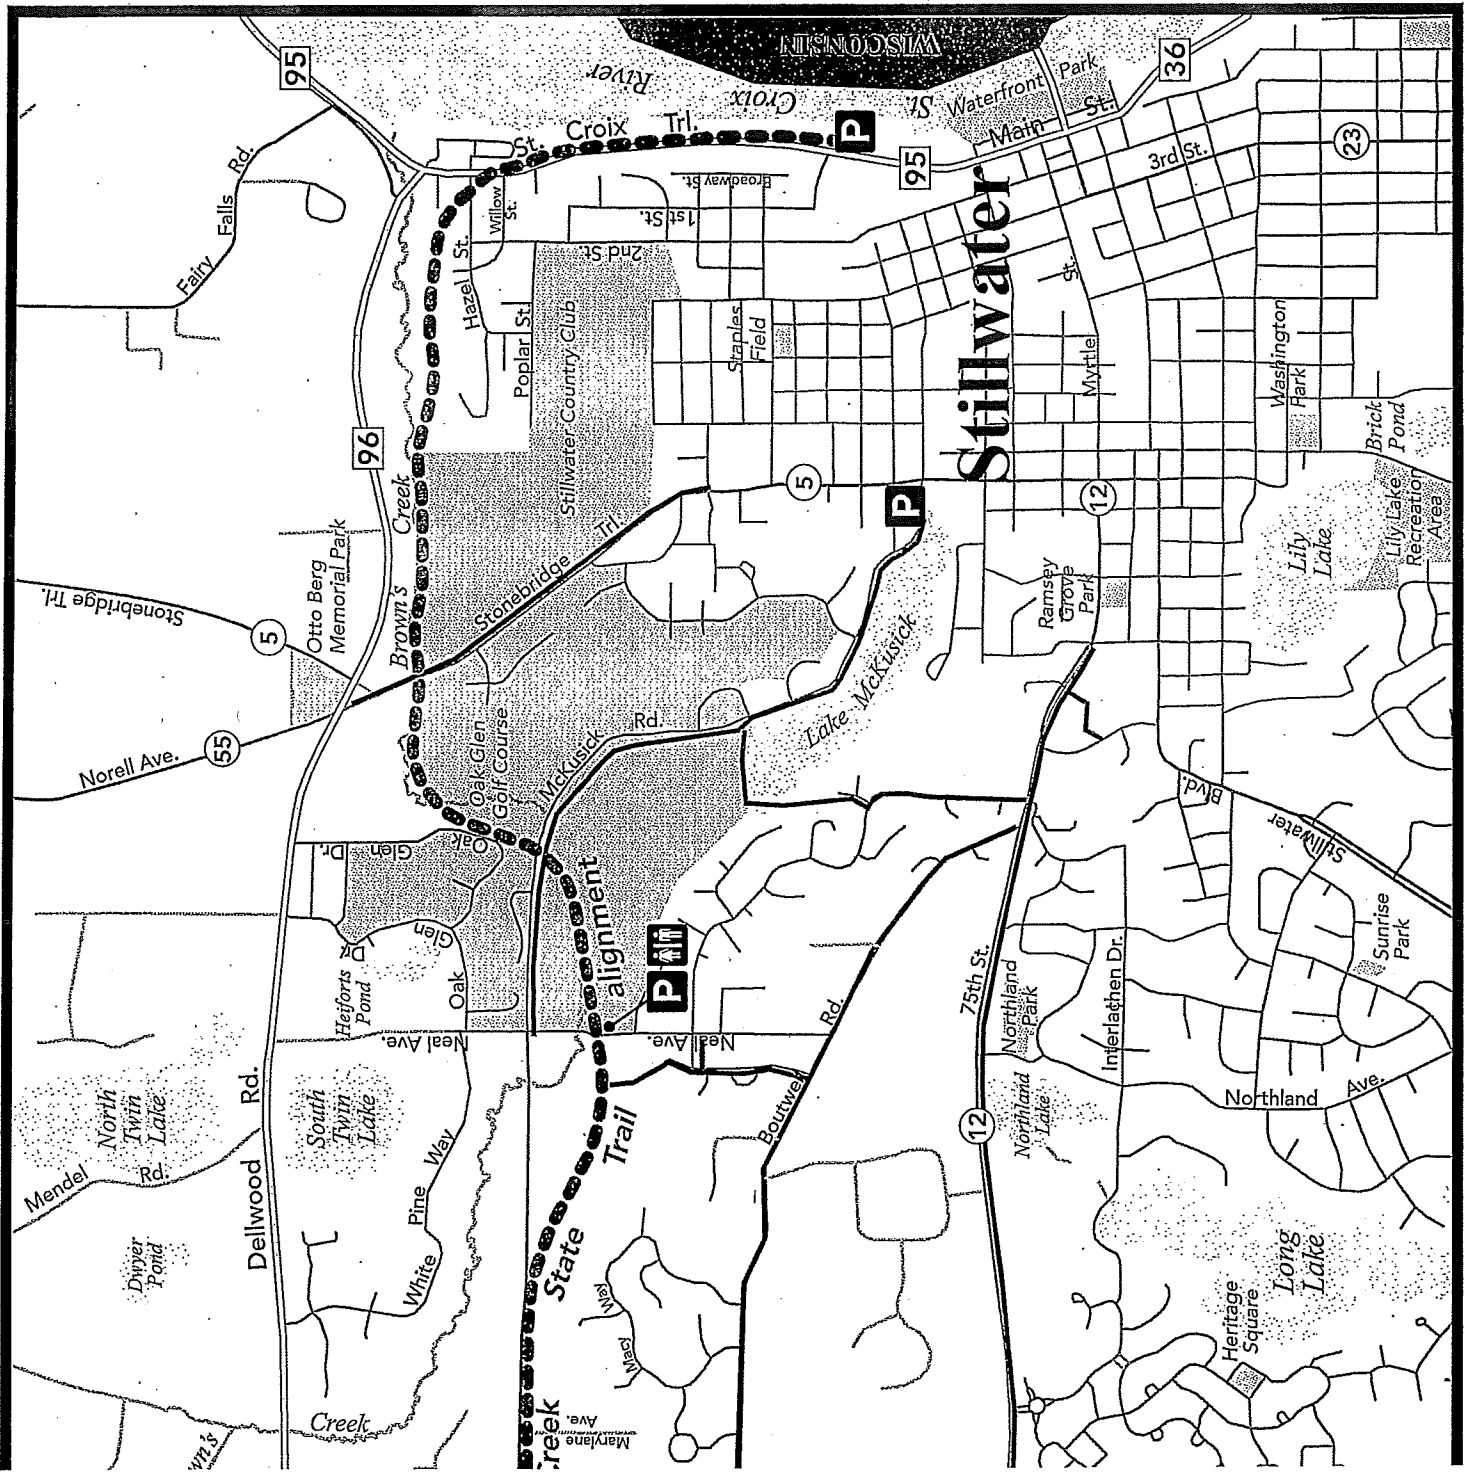 WISCONSIN
95
36
River
Croix
St
Waterfront Park
Main St.
St. Croix Trl.
P
95
23
3rd St.
Fairy Falls Rd.
Broadway St.
Willow St.
1st St.
2nd St.
Hazel St.
Poplar St.
Stillwater Country Club
Staples
Field
Stillwater
St.
Myrtle
Washington
Park
Brick
Pond
96
Brown's Creek
5
P
12
Lily
Lake
Lily Lake
Recreation
Area
Otto Berg
Memorial Park
Stonebridge Trl.
5
Stonebridge Trl.
Ramsey
Grove
Park
Lake McKusick
Norell Ave.
55
Oak Glen
Golf Course
McKusick Rd.
Oak Glen Dr.
Stillwater Blvd.
alignment
P
Oak Glen Dr.
Heiforts
Pond
Neal Ave.
Neal Ave.
75th St.
Northland
Park
Interlachen Dr.
Sunrise
Park
Boutwell Rd.
North
Twin
Lake
South
Twin
Lake
Northland
Lake
12
Northland Ave.
Mendel Rd.
Dellwood Rd.
White Pine Way
Dwyer
Pond
Trail
State
Creek
Macy Way
Marylane
Ave.
Long
Lake
Heritage
Square
Creek
wn's